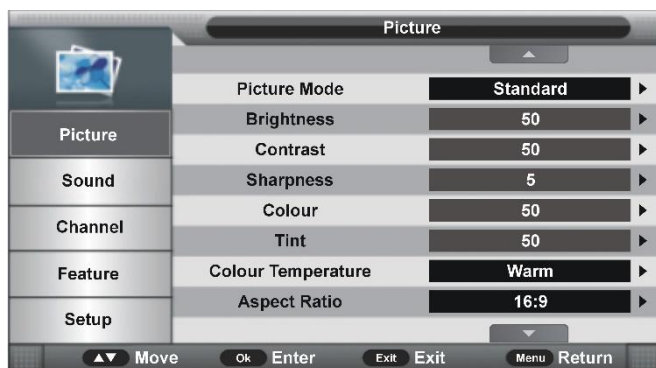 Picture
Picture
Sound
Channel
Feature
Setup
Picture Mode Standard
Brightness 50
Contrast 50
Sharpness 5
Colour 50
Tint 50
Colour Temperature Warm
Aspect Ratio 16:9
Move Ok Enter Exit Exit Menu Return